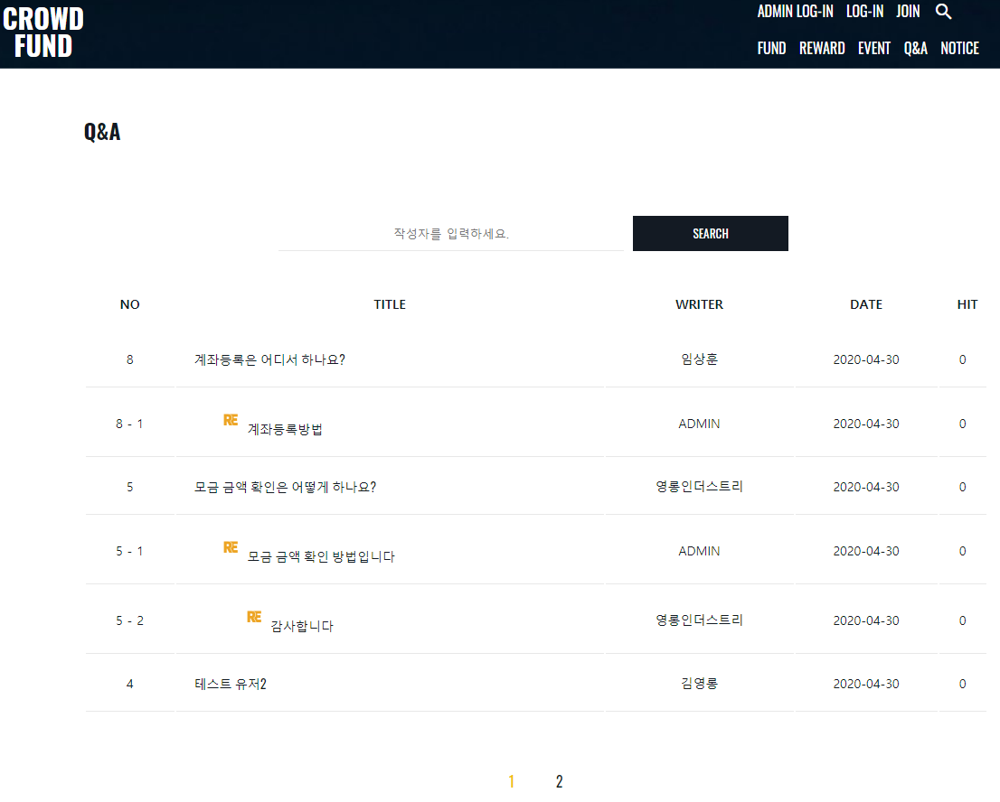 CROWD
FUND
ADMIN LOG-IN LOG-IN JOIN
FUND REWARD EVENT Q&A NOTICE
Q&A
작성자를 입력하세요. SEARCH
NO TITLE WRITER DATE HIT
8 계좌등록은 어디서 하나요? 임상훈 2020-04-30 0
8 - 1 RE 계좌등록방법 ADMIN 2020-04-30 0
5 모금 금액 확인은 어떻게 하나요? 영롱인더스트리 2020-04-30 0
5 - 1 RE 모금 금액 확인 방법입니다 ADMIN 2020-04-30 0
5 - 2 RE 감사합니다 영롱인더스트리 2020-04-30 0
4 테스트 유저2 김영롱 2020-04-30 0
1 2